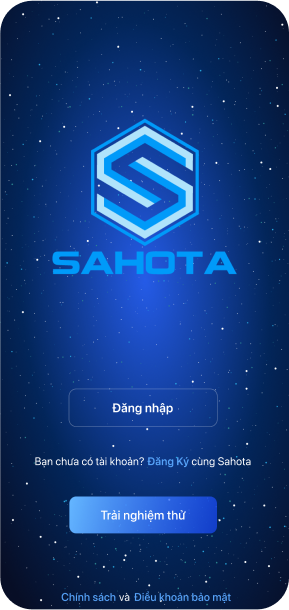 SAHOTA
Đăng nhập
Bạn chưa có tài khoản? Đăng Ký cùng Sahota
Trải nghiệm thử
Chính sách và Điều khoản bảo mật